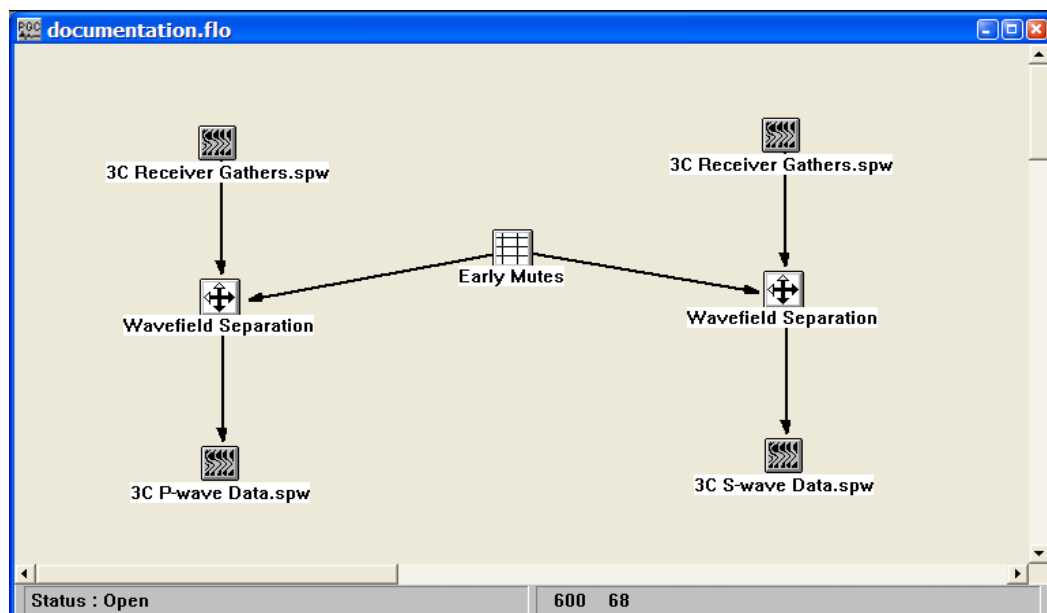 PGC
documentation.flo
3C Receiver Gathers.spw
3C Receiver Gathers.spw
Early Mutes
Wavefield Separation
Wavefield Separation
3C P-wave Data.spw
3C S-wave Data.spw
Status : Open
600 68